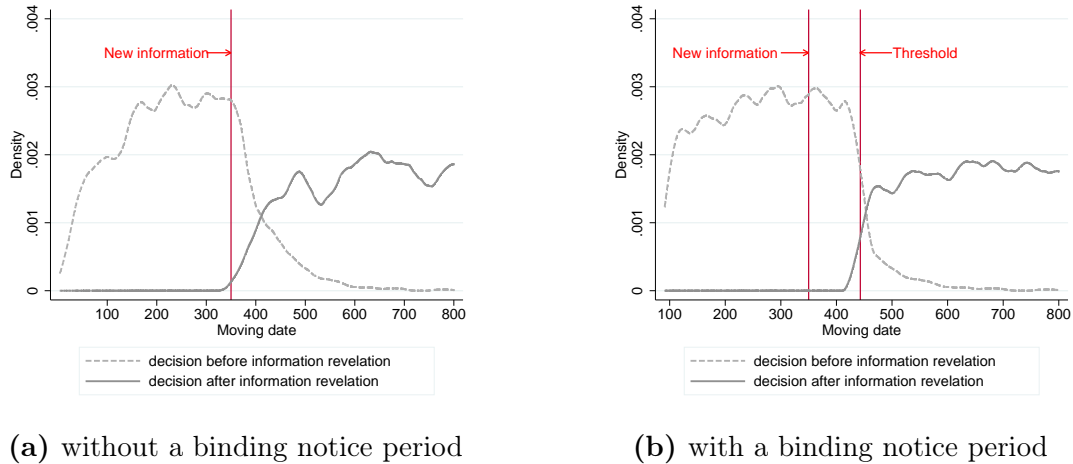 .004
New information
.003
Density
.002
.001
0
100 200 300 400 500 600 700 800
Moving date
decision before information revelation
decision after information revelation
(a) without a binding notice period
.004
New information
Threshold
.003
Density
.002
.001
0
100 200 300 400 500 600 700 800
Moving date
decision before information revelation
decision after information revelation
(b) with a binding notice period